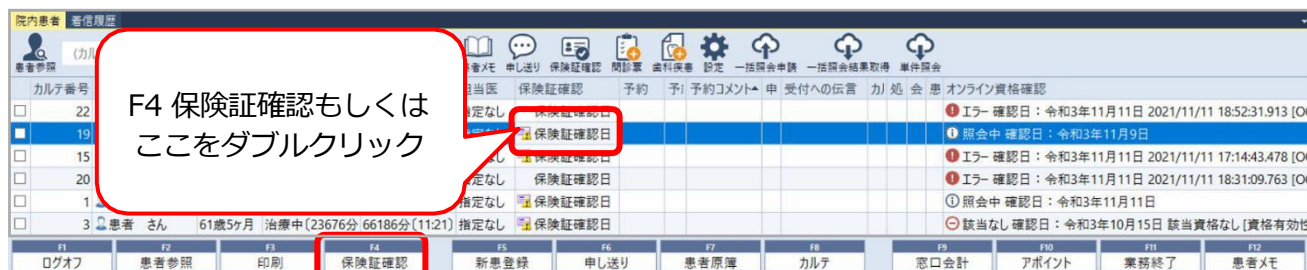 院内患者 着信履歴
患者参照 (カル 患者メモ 申し送り 保険証確認 問診票 歯科疾患 設定 一括照会申請 一括照会結果取得 単件照会
カルテ番号 担当医 保険証確認 予約 予 予約コメント 申 受付への伝言 カ 処 会 患 オンライン資格確認
F4 保険証確認もしくは
ここをダブルクリック
22 指定なし 保険証確認日 エラー 確認日:令和3年11月11日 2021/11/11 18:52:31.913 [O
19 保険証確認日 照会中 確認日:令和3年11月9日
15 保険証確認日 エラー 確認日:令和3年11月11日 2021/11/11 17:14:43.478 [O
20 指定なし 保険証確認日 エラー 確認日:令和3年11月11日 2021/11/11 18:31:09.763 [O
1 指定なし 保険証確認日 照会中 確認日:令和3年11月11日
3 患者 さん 61歳5ヶ月 治療中(23676分 66186分(11:21) 指定なし 保険証確認日 該当なし 確認日:令和3年10月15日 該当資格なし [資格有効性
F1 F2 F3 F4 F5 F6 F7 F8 F9 F10 F11 F12
ログオフ 患者参照 印刷 保険証確認 新患登録 申し送り 患者原簿 カルテ 窓口会計 アポイント 業務終了 患者メモ